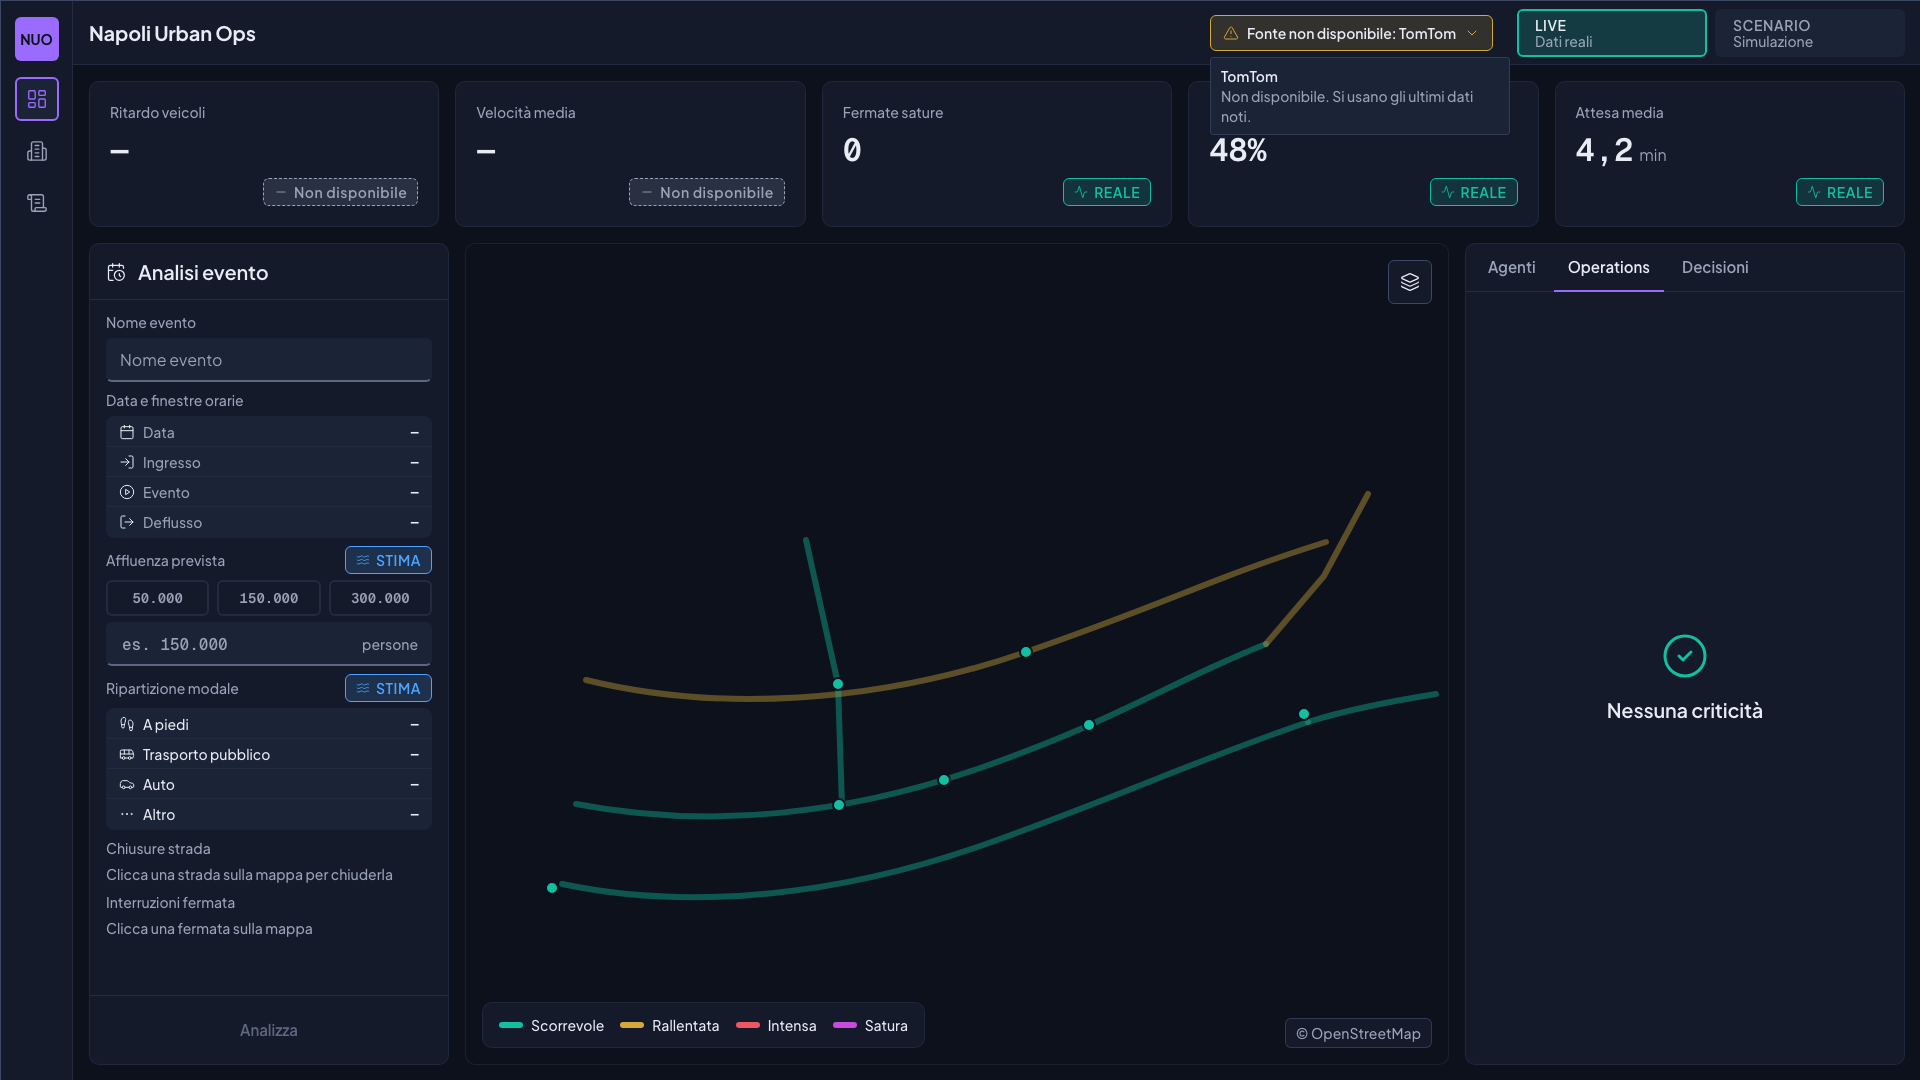 NUO
Napoli Urban Ops
Fonte non disponibile: TomTom
LIVE
Dati reali
SCENARIO
Simulazione
TomTom
Non disponibile. Si usano gli ultimi dati
noti.
Ritardo veicoli
–
– Non disponibile
Velocità media
–
– Non disponibile
Fermate sature
0
REALE
48%
REALE
Attesa media
4,2 min
REALE
Analisi evento
Nome evento
Nome evento
Data e finestre orarie
Data –
Ingresso –
Evento –
Deflusso –
Affluenza prevista STIMA
50.000 150.000 300.000
es. 150.000 persone
Ripartizione modale STIMA
A piedi –
Trasporto pubblico –
Auto –
Altro –
Chiusure strada
Clicca una strada sulla mappa per chiuderla
Interruzioni fermata
Clicca una fermata sulla mappa
Analizza
Scorrevole Rallentata Intensa Satura
© OpenStreetMap
Agenti Operations Decisioni
Nessuna criticità